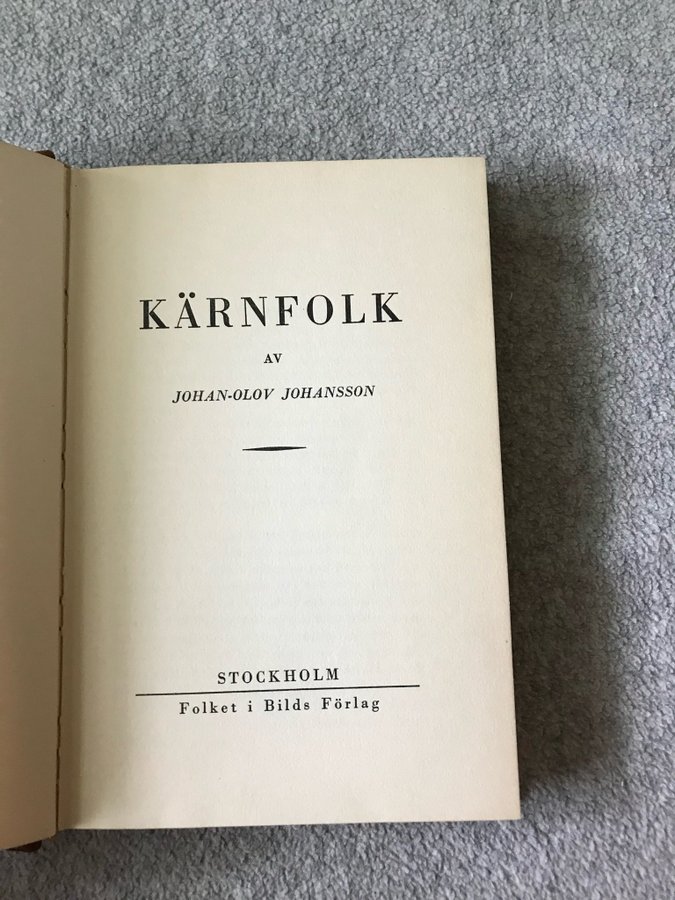 KÄRNFOLK
AV
JOHAN-OLOV JOHANSSON
STOCKHOLM
Folket i Bilds Förlag